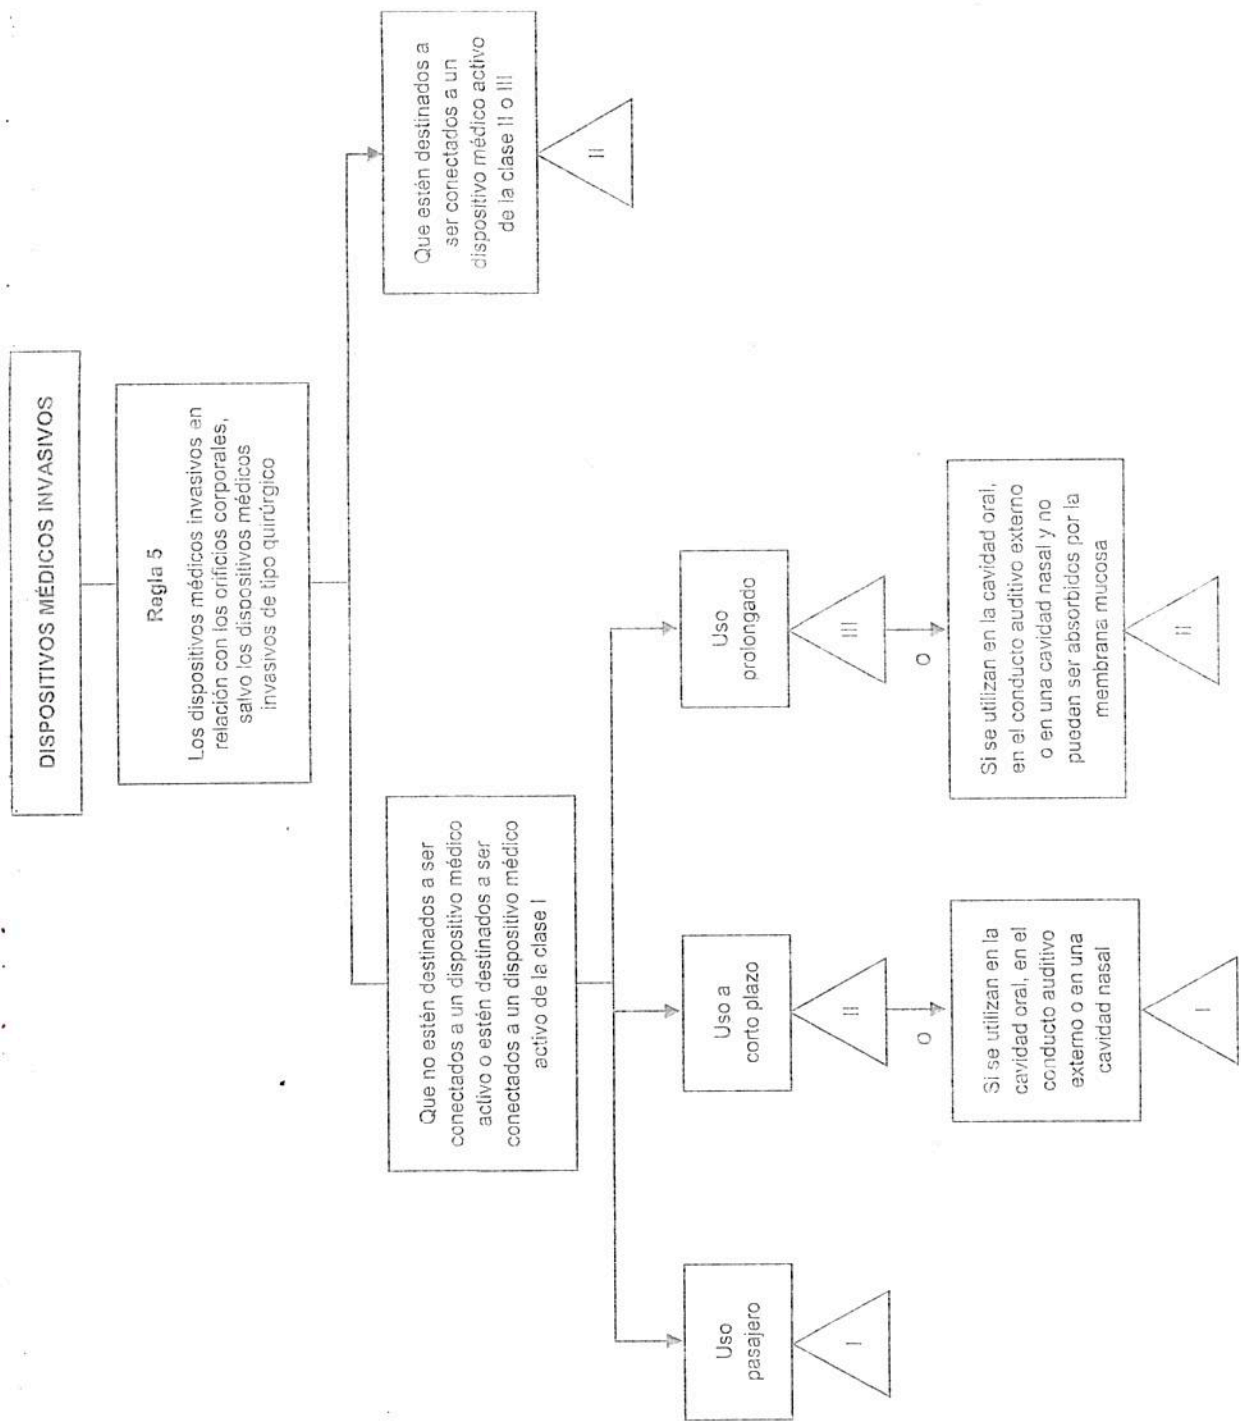 DISPOSITIVOS MÉDICOS INVASIVOS
Regla 5
Los dispositivos médicos invasivos en
relación con los orificios corporales,
salvo los dispositivos médicos
invasivos de tipo quirúrgico
Que no estén destinados a ser
conectados a un dispositivo médico
activo o estén destinados a ser
conectados a un dispositivo médico
activo de la clase I
Que estén destinados a
ser conectados a un
dispositivo médico activo
de la clase II o III
II
Uso
pasajero
I
Uso a
corto plazo
II
O
Si se utilizan en la
cavidad oral, en el
conducto auditivo
externo o en una
cavidad nasal
I
Uso
prolongado
III
O
Si se utilizan en la cavidad oral,
en el conducto auditivo externo
o en una cavidad nasal y no
pueden ser absorbidos por la
membrana mucosa
II